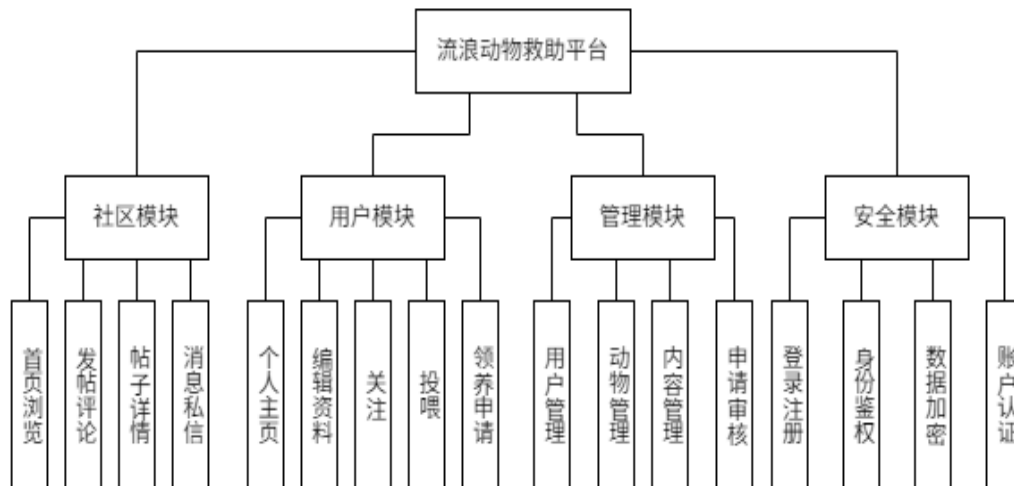 流浪动物救助平台
社区模块
用户模块
管理模块
安全模块
首页浏览
发帖评论
帖子详情
消息私信
个人主页
编辑资料
关注
投喂
领养申请
用户管理
动物管理
内容管理
申请审核
登录注册
身份鉴权
数据加密
账户认证